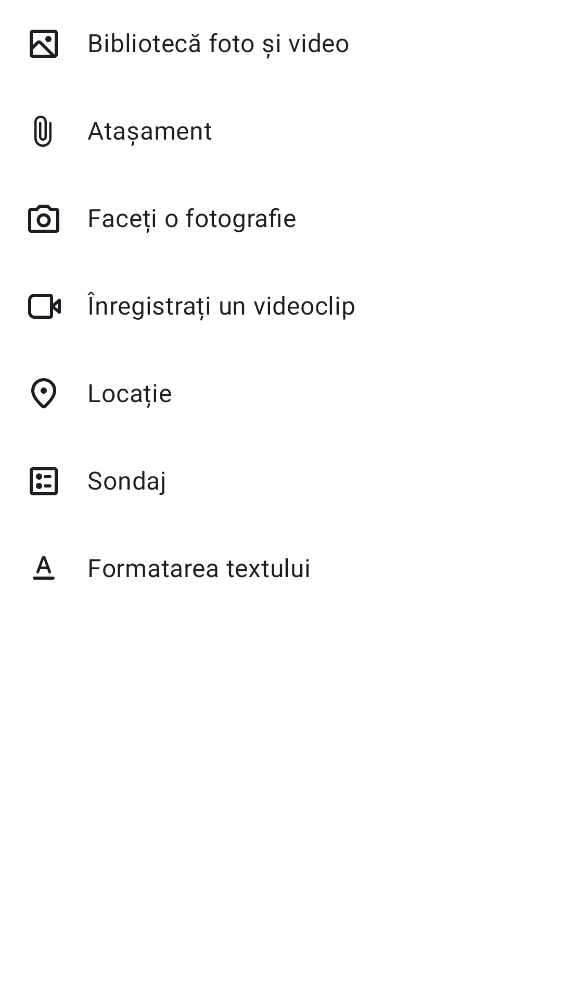 Bibliotecă foto și video
Atașament
Faceți o fotografie
Înregistrați un videoclip
Locație
Sondaj
Formatarea textului